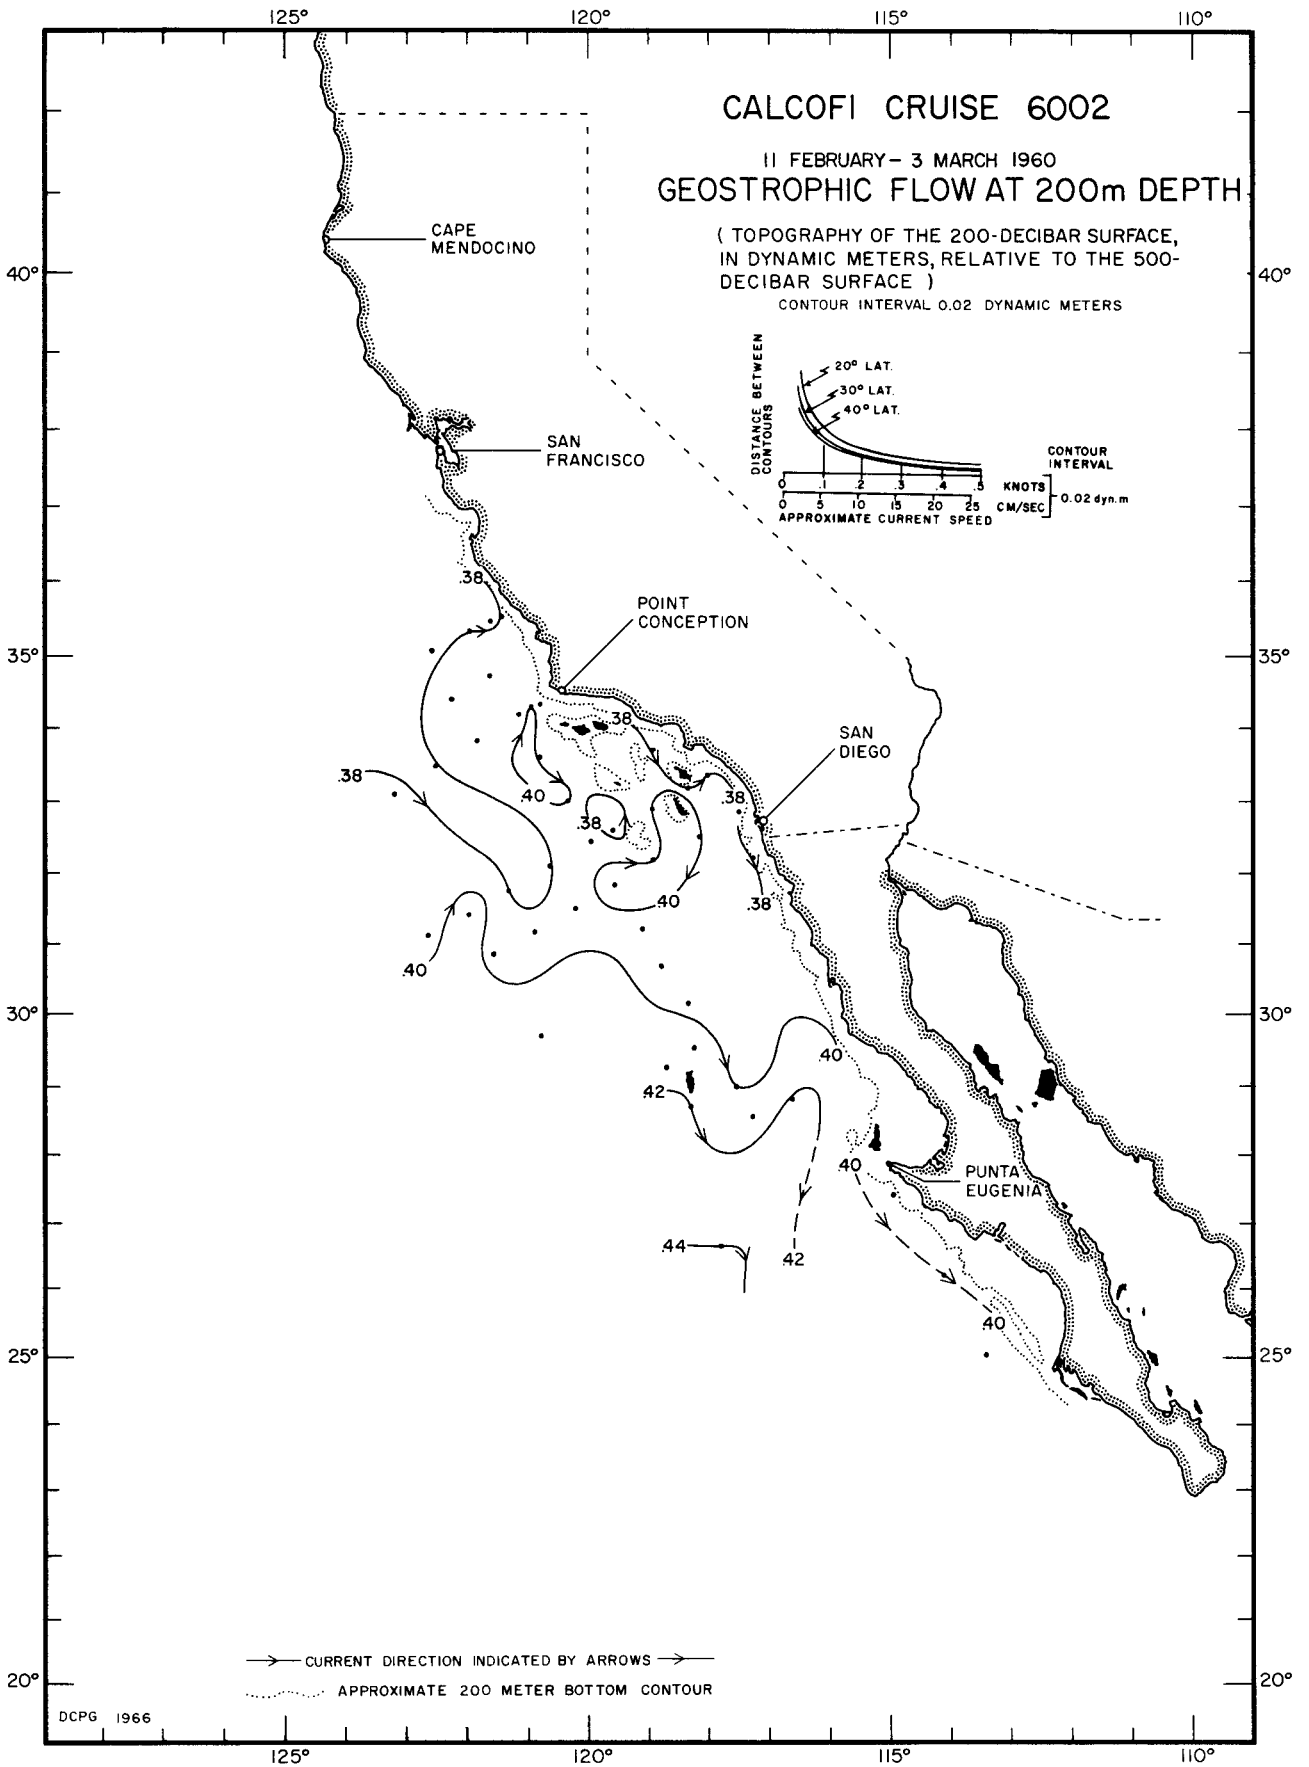 125° 120° 115° 110°
CALCOFI CRUISE 6002
11 FEBRUARY – 3 MARCH 1960
GEOSTROPHIC FLOW AT 200m DEPTH
( TOPOGRAPHY OF THE 200-DECIBAR SURFACE,
IN DYNAMIC METERS, RELATIVE TO THE 500-
DECIBAR SURFACE )
CONTOUR INTERVAL 0.02 DYNAMIC METERS
CAPE
MENDOCINO
40° 40°
DISTANCE BETWEEN
CONTOURS
20° LAT.
30° LAT.
40° LAT.
CONTOUR
INTERVAL
0 .1 .2 .3 .4 .5 KNOTS
0 5 10 15 20 25 CM/SEC
0.02 dyn.m
APPROXIMATE CURRENT SPEED
SAN
FRANCISCO
.38
POINT
CONCEPTION
35° 35°
.38
SAN
DIEGO
.38
.40
.38
.38
.40
.38
.40
30° 30°
.40
.42
.40
PUNTA
EUGENIA
.44
.42
.40
25° 25°
CURRENT DIRECTION INDICATED BY ARROWS
20° 20°
APPROXIMATE 200 METER BOTTOM CONTOUR
DCPG 1966
125° 120° 115° 110°